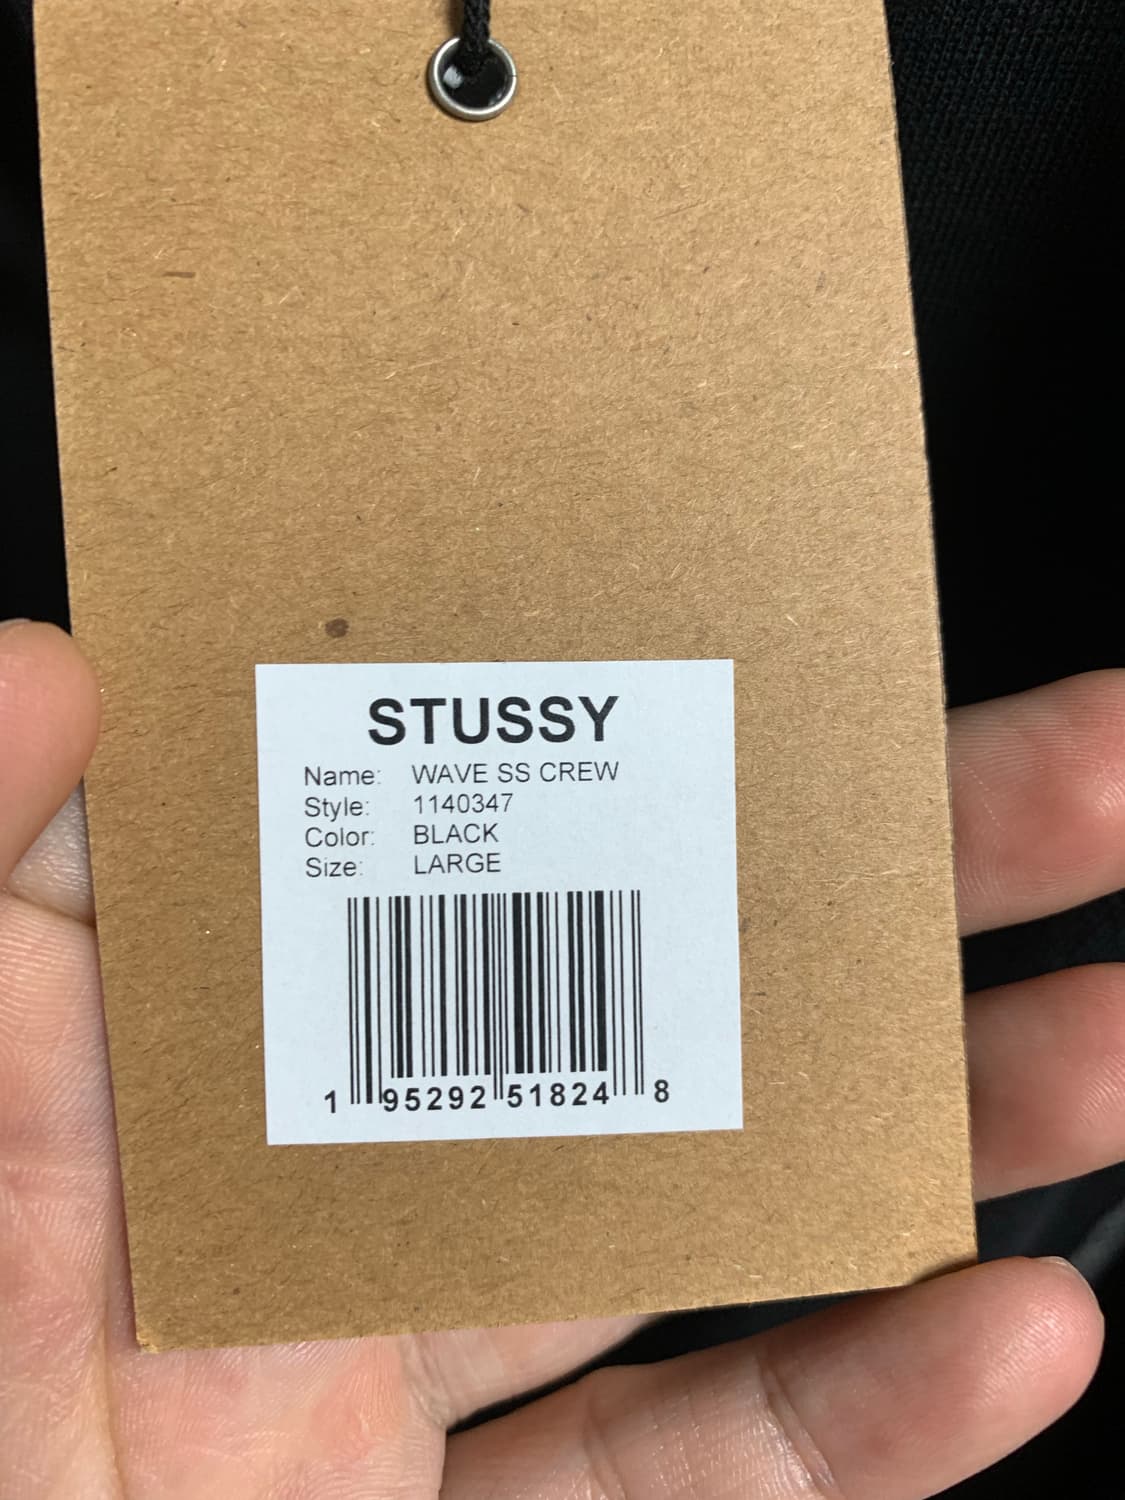 STUSSY
Name: WAVE SS CREW
Style: 1140347
Color: BLACK
Size: LARGE
1 95292 51824 8